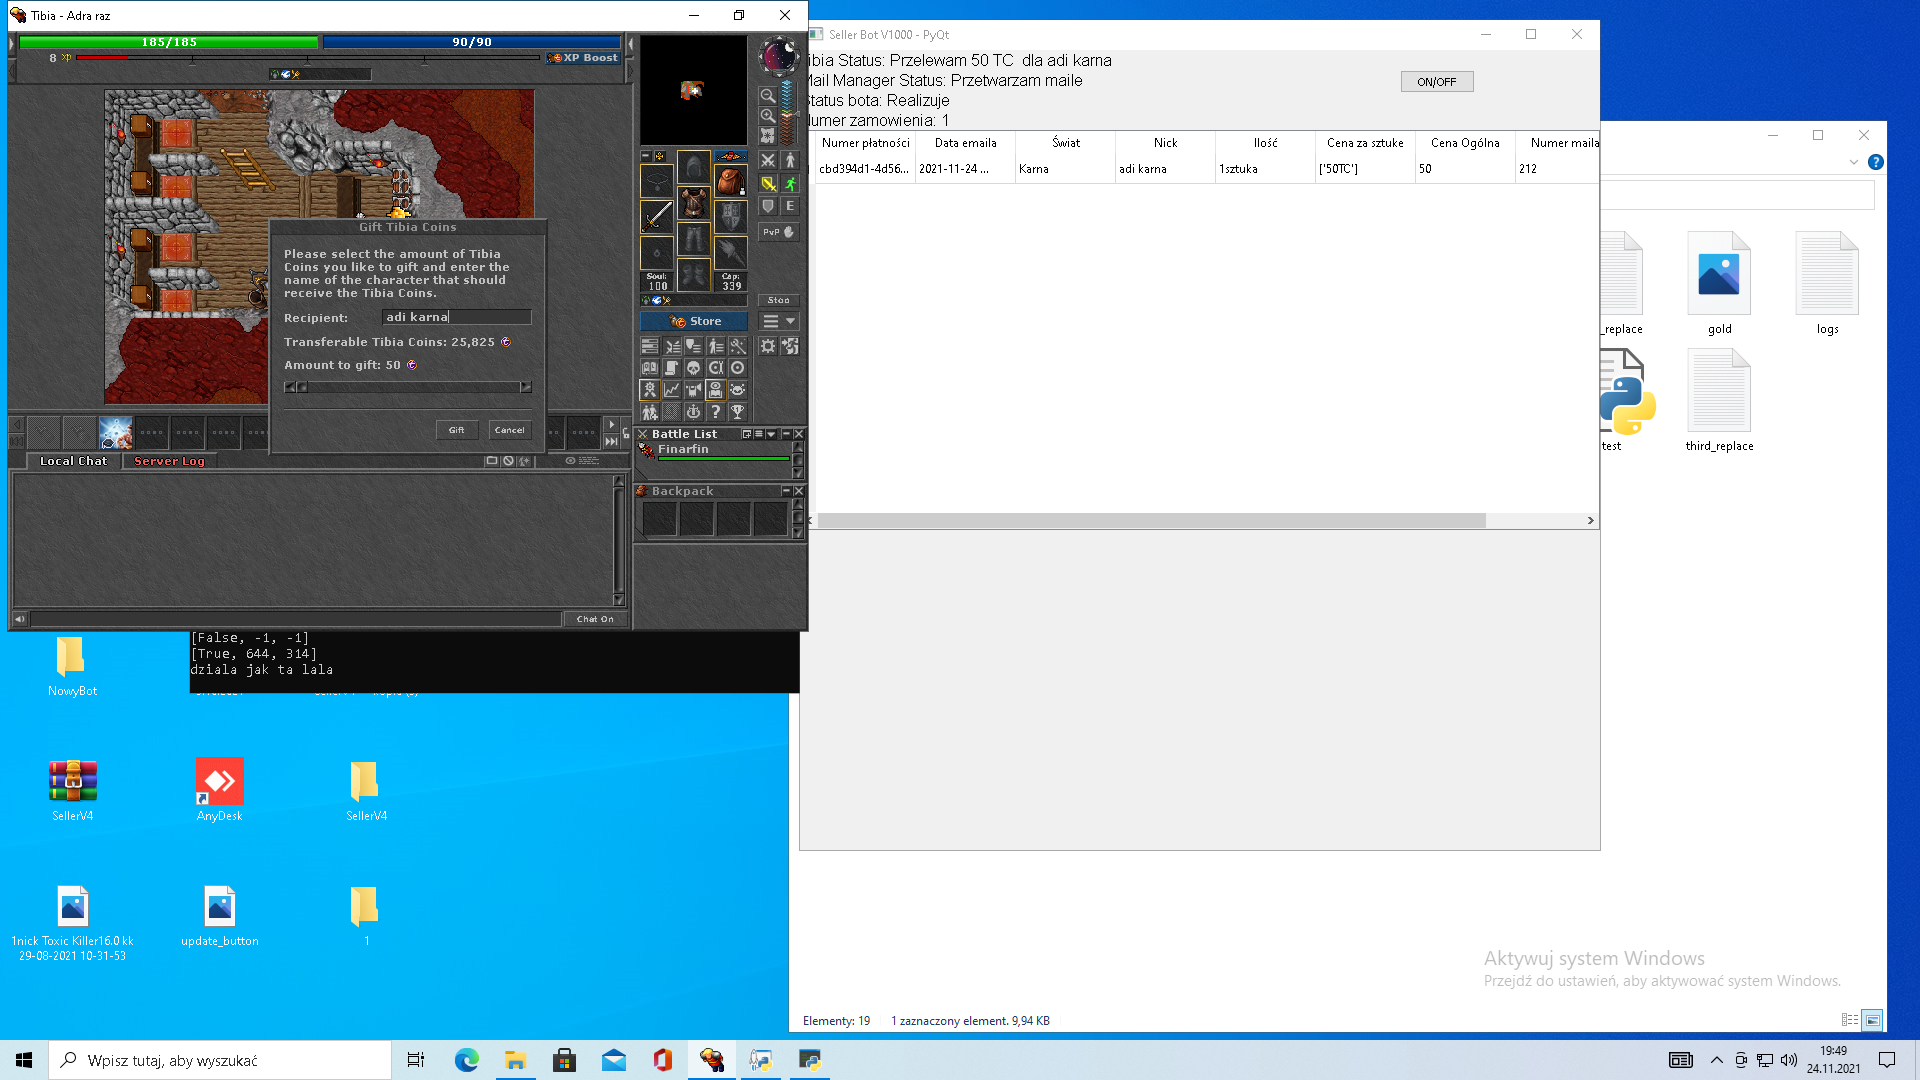 Tibia - Adra raz
185/185
90/90
8 XP
XP Boost
Gift Tibia Coins
Please select the amount of Tibia
Coins you like to gift and enter the
name of the character that should
receive the Tibia Coins.
Recipient: adi karna
Transferable Tibia Coins: 25,825
Amount to gift: 50
Gift
Cancel
Local Chat
Server Log
Chat On
Soul:
100
Cap:
339
PvP
E
Stop
Store
Battle List
Finarfin
Backpack
Seller Bot V1000 - PyQt
ibia Status: Przelewam 50 TC dla adi karna
Mail Manager Status: Przetwarzam maile
Status bota: Realizuje
Numer zamowienia: 1
ON/OFF
Numer płatności
Data emaila
Świat
Nick
Ilość
Cena za sztuke
Cena Ogólna
Numer maila
cbd394d1-4d56...
2021-11-24 ...
Karna
adi karna
1sztuka
['50TC']
50
212
_replace
gold
logs
test
third_replace
[False, -1, -1]
[True, 644, 314]
dziala jak ta lala
NowyBot
SellerV4
AnyDesk
SellerV4
1nick Toxic Killer16.0 kk
29-08-2021 10-31-53
update_button
1
Aktywuj system Windows
Przejdź do ustawień, aby aktywować system Windows.
Elementy: 19
1 zaznaczony element. 9,94 KB
Wpisz tutaj, aby wyszukać
19:49
24.11.2021